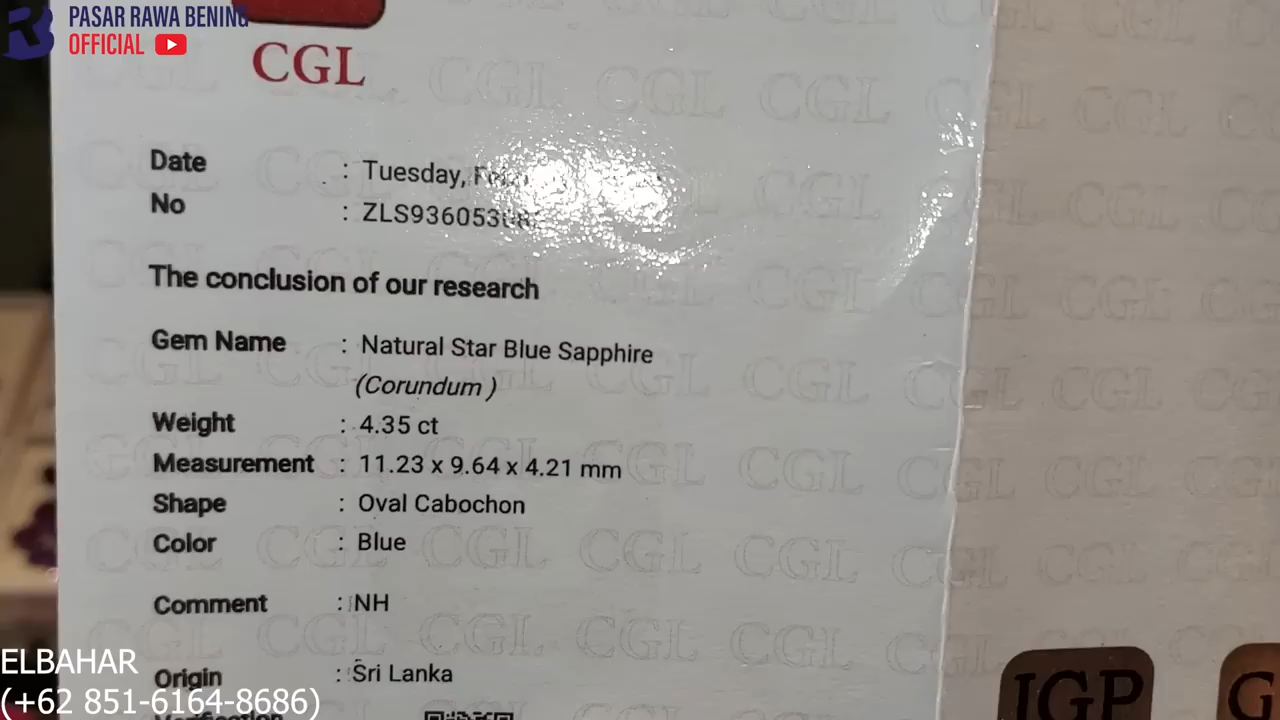 PASAR RAWA BENING
OFFICIAL
CGL
Date : Tuesday,
No : ZLS936053
The conclusion of our research
Gem Name : Natural Star Blue Sapphire
(Corundum )
Weight : 4.35 ct
Measurement : 11.23 x 9.64 x 4.21 mm
Shape : Oval Cabochon
Color : Blue
Comment : NH
Origin : Sri Lanka
Verification
IGP
ELBAHAR
(+62 851-6164-8686)